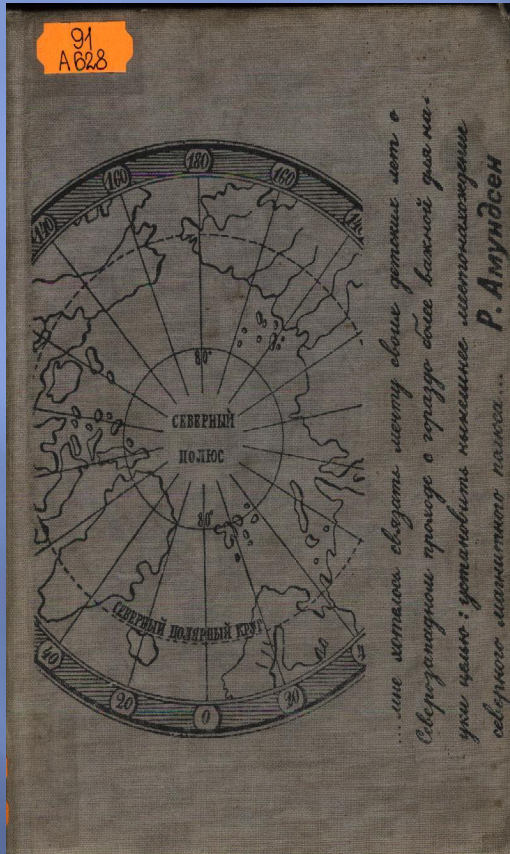 91
А628
140
160
180
160
80°
СЕВЕРНЫЙ
ПОЛЮС
80°
СЕВЕРНЫЙ ПОЛЯРНЫЙ КРУГ
40
20
0
20
...мне хотелось связать мечту своих детских лет о
Северозападном проходе с гораздо более важной для на-
уки целью: установить нынешнее местонахождение
северного магнитного полюса...
Р. Амундсен